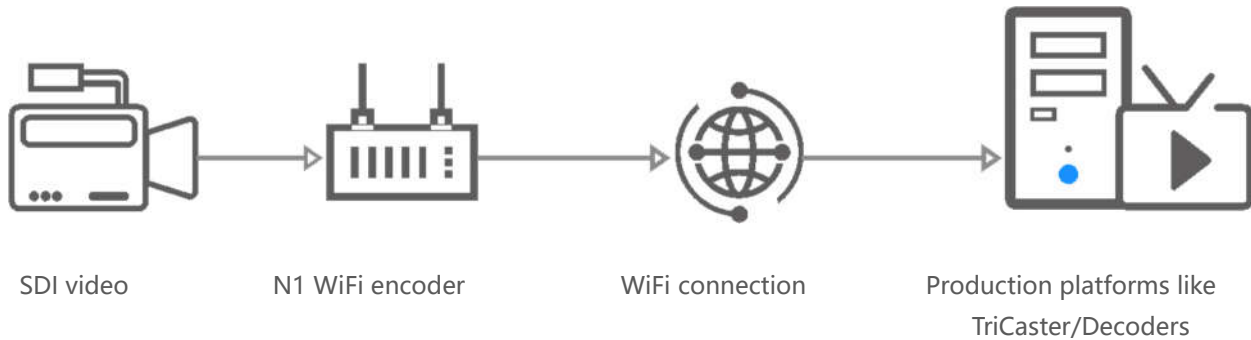 SDI video
N1 WiFi encoder
WiFi connection
Production platforms like
TriCaster/Decoders